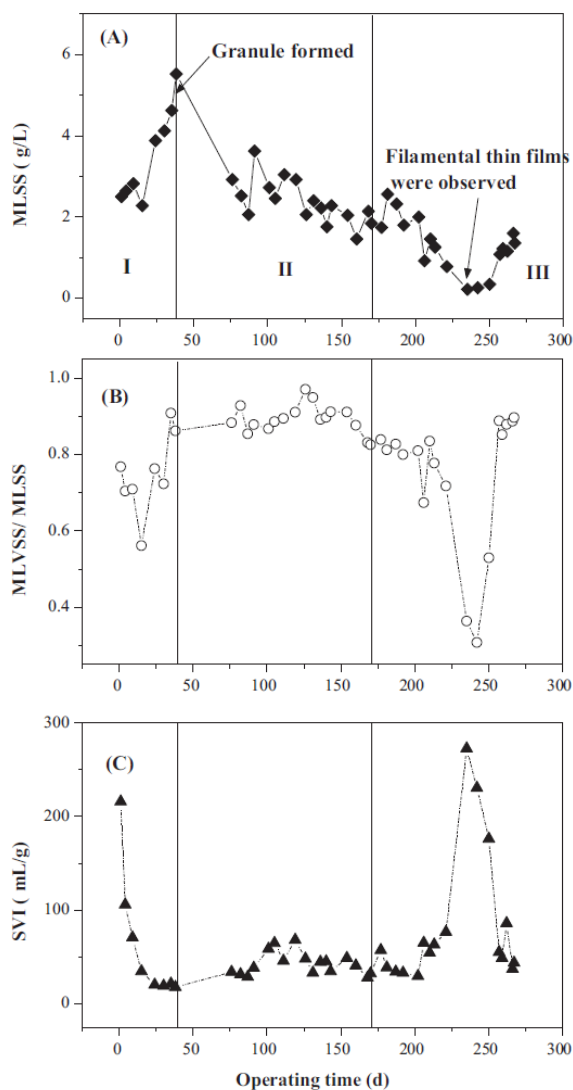 (A)
Granule formed
Filamental thin films
were observed
I
II
III
MLSS ( g/L)
6
4
2
0
0 50 100 150 200 250 300
(B)
MLVSS/ MLSS
1.0
0.8
0.6
0.4
0 50 100 150 200 250 300
(C)
SVI ( mL/g)
300
200
100
0
0 50 100 150 200 250 300
Operating time (d)